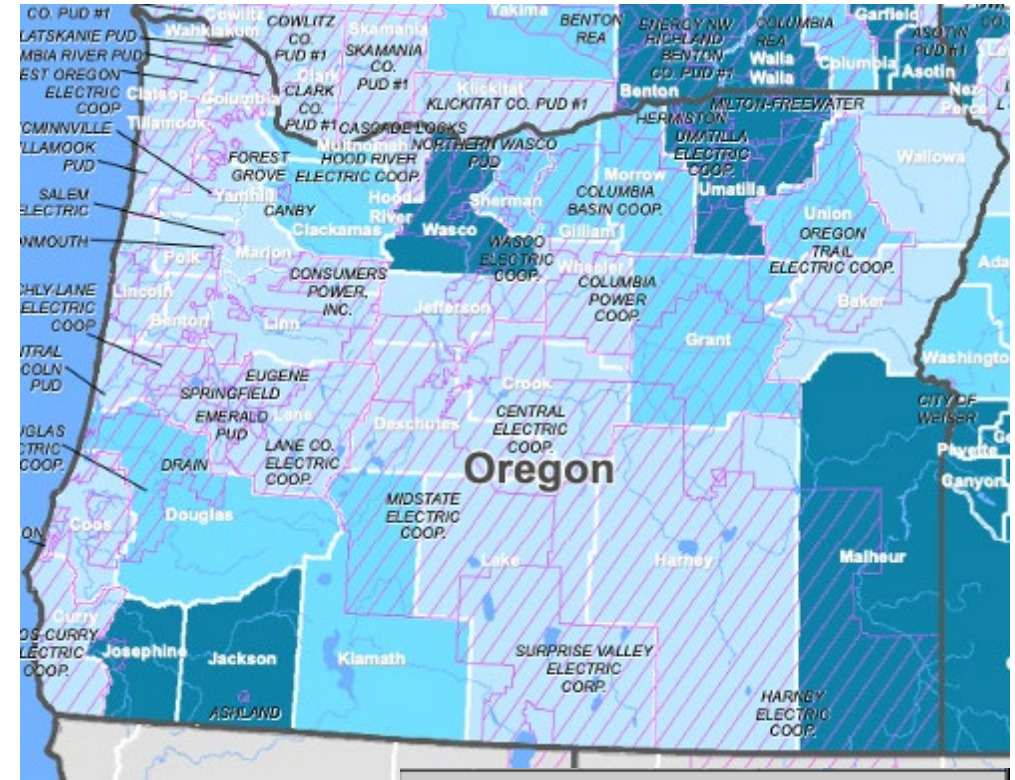 CO. PUD #1
Cowlitz
Wahkiakum
COWLITZ
CO.
PUD #1
Skamania
SKAMANIA
CO.
PUD #1
Yakima
BENTON
REA
ENERGY NW
RICHLAND
BENTON
CO. PUD #1
COLUMBIA
REA
Walla
Walla
Garfield
Columbia
ASOTIN
PUD #1
Asotin
LATSKANIE PUD
MBIA RIVER PUD
EST OREGON
ELECTRIC
COOP
Clatsop
Columbia
Clark
CLARK
CO.
PUD #1
Klickitat
KLICKITAT CO. PUD #1
Benton
Nez
Perce
CMINNVILLE
Tillamook
LLAMOOK
PUD
CASCADE LOCKS
Multnomah
HOOD RIVER
ELECTRIC COOP.
NORTHERN WASCO
PUD
HERMISTON
MILTON-FREEWATER
UMATILLA
ELECTRIC
COOP.
Umatilla
Wallowa
FOREST
GROVE
Yamhill
CANBY
Clackamas
Hood
River
Wasco
Sherman
Gilliam
Morrow
COLUMBIA
BASIN COOP.
Union
OREGON
TRAIL
ELECTRIC COOP.
SALEM
ELECTRIC
ONMOUTH
Polk
Marion
WASCO
ELECTRIC
COOP.
Wheeler
COLUMBIA
POWER
COOP.
Baker
Ada
CHLY-LANE
ELECTRIC
COOP
Lincoln
Benton
Linn
CONSUMERS
POWER,
INC.
Jefferson
Grant
Washingto
NTRAL
COLN
PUD
EUGENE
SPRINGFIELD
EMERALD
PUD
Lane
LANE CO.
ELECTRIC
COOP.
Deschutes
Crook
CENTRAL
ELECTRIC
COOP.
Oregon
CITY OF
WEISER
Payette
Canyon
UGLAS
CTRIC
COOP.
DRAIN
Douglas
MIDSTATE
ELECTRIC
COOP.
Coos
ON
Lake
Harney
Malheur
Curry
OS-CURRY
LECTRIC
COOP.
Josephine
Jackson
ASHLAND
Klamath
SURPRISE VALLEY
ELECTRIC
CORP.
HARNEY
ELECTRIC
COOP.